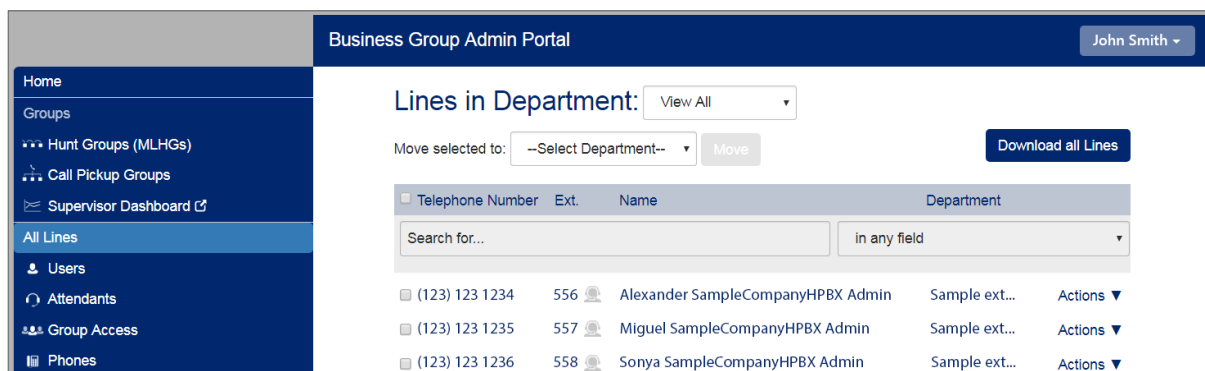 Business Group Admin Portal
John Smith
Home
Groups
Hunt Groups (MLHGs)
Call Pickup Groups
Supervisor Dashboard
All Lines
Users
Attendants
Group Access
Phones
Lines in Department: View All
Move selected to: --Select Department-- Move
Download all Lines
Telephone Number Ext. Name Department
Search for... in any field
(123) 123 1234 556 Alexander SampleCompanyHPBX Admin Sample ext... Actions ▼
(123) 123 1235 557 Miguel SampleCompanyHPBX Admin Sample ext... Actions ▼
(123) 123 1236 558 Sonya SampleCompanyHPBX Admin Sample ext... Actions ▼